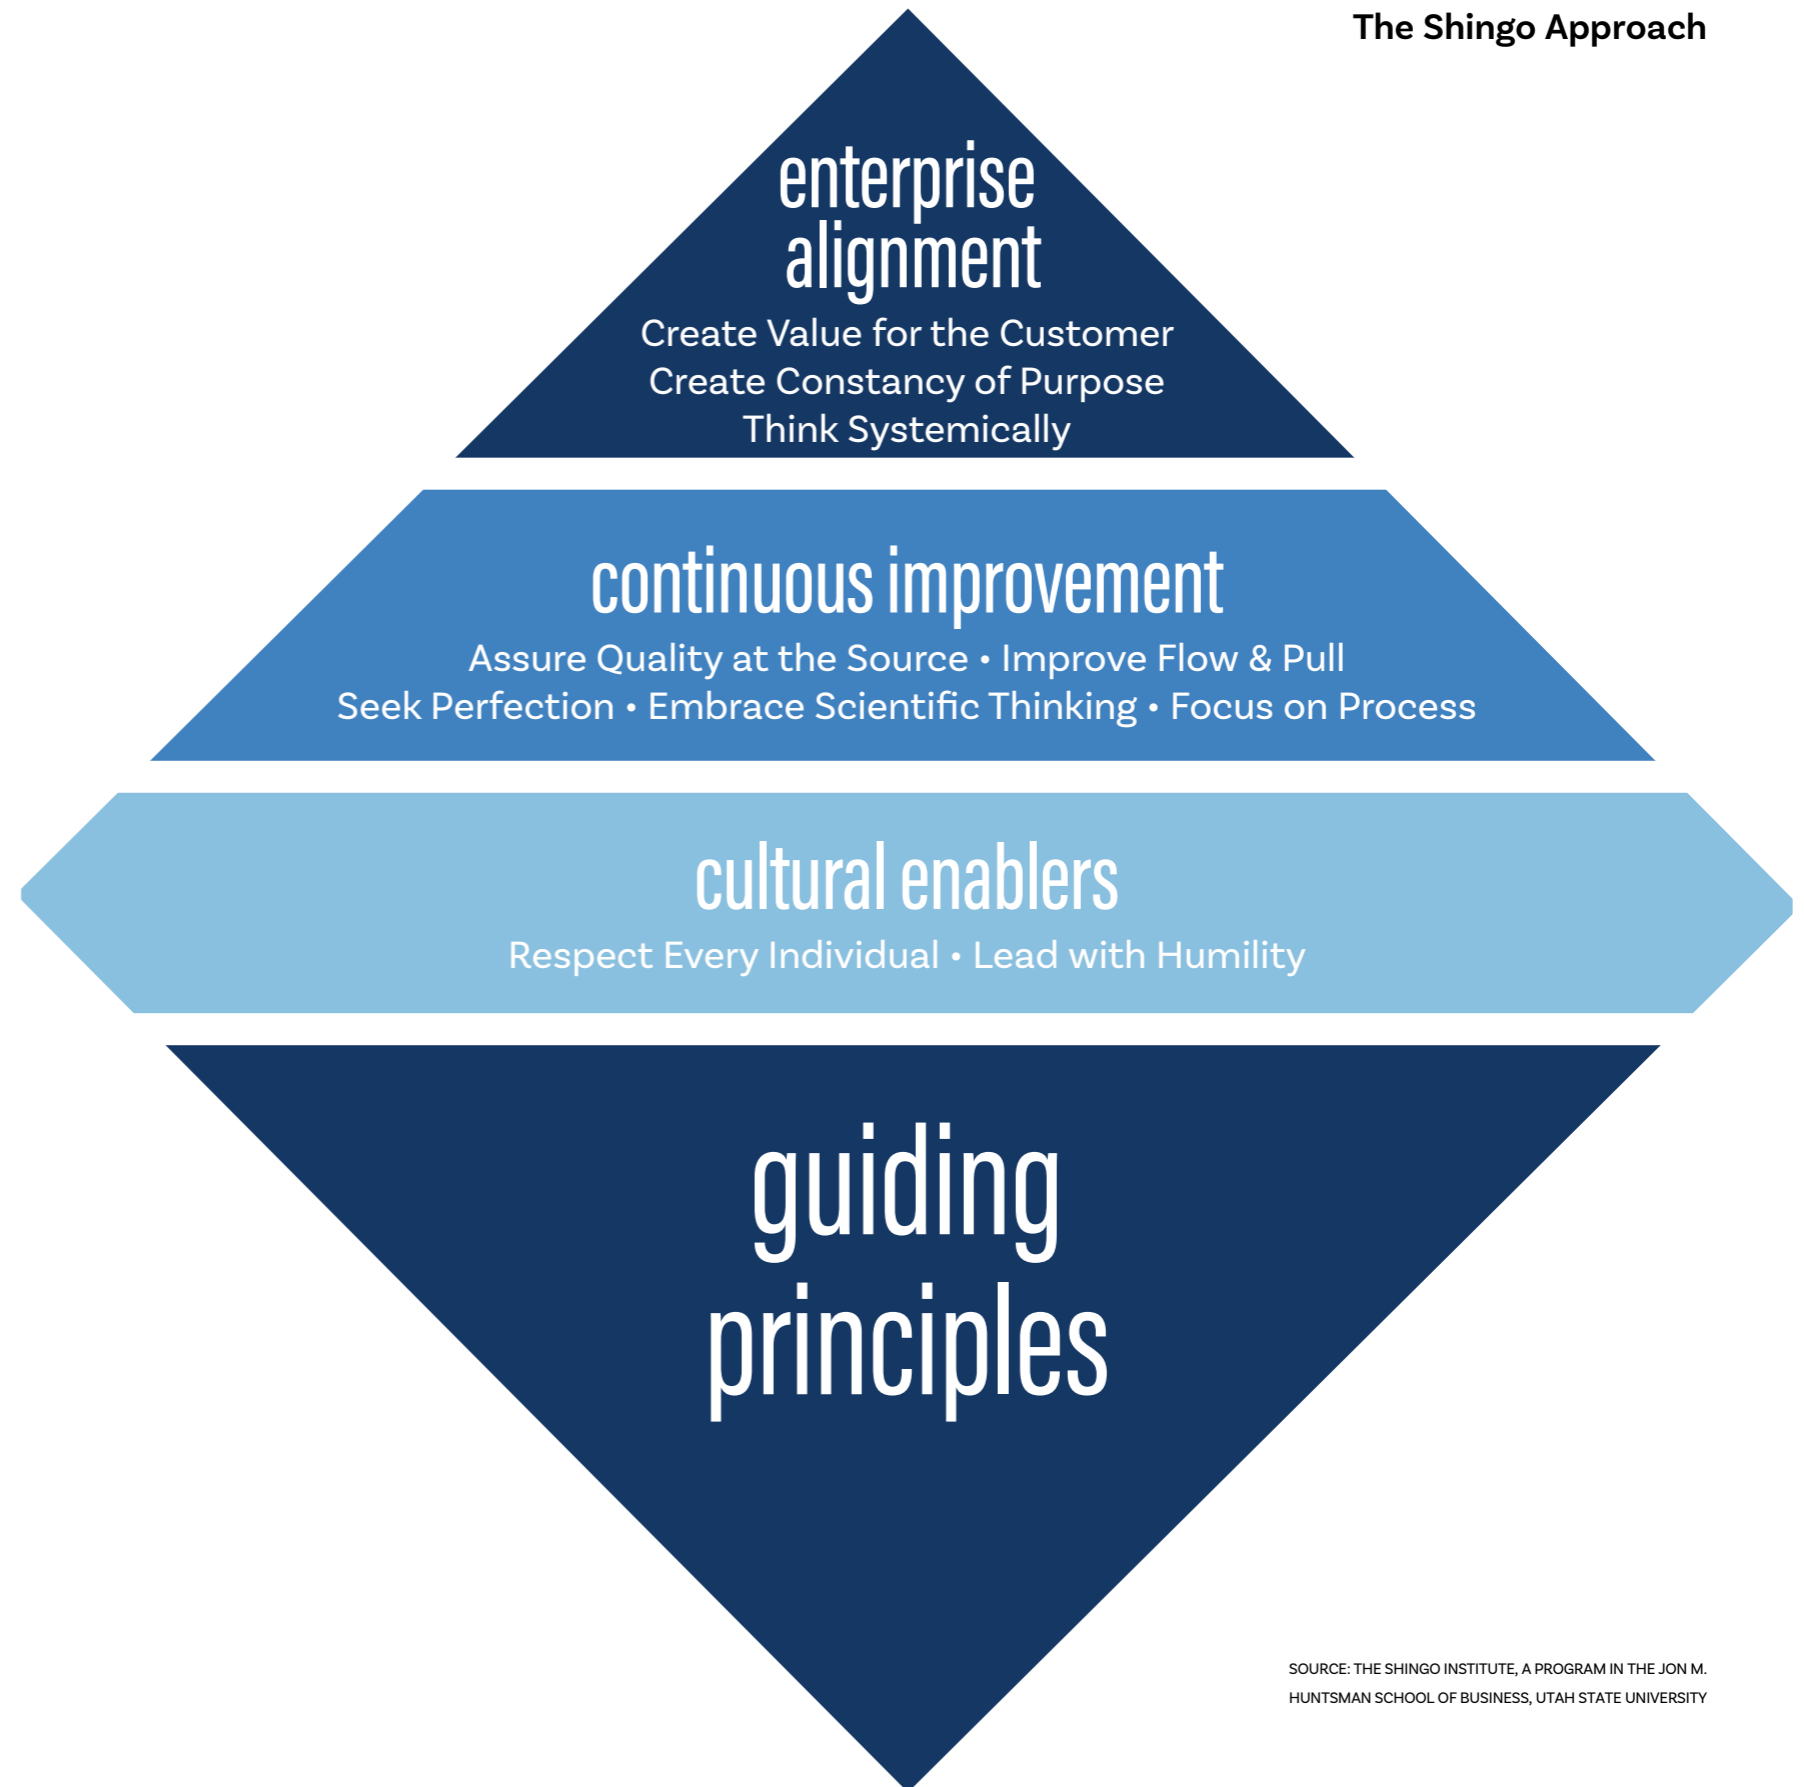 The Shingo Approach
enterprise
alignment
Create Value for the Customer
Create Constancy of Purpose
Think Systemically
continuous improvement
Assure Quality at the Source • Improve Flow & Pull
Seek Perfection • Embrace Scientific Thinking • Focus on Process
cultural enablers
Respect Every Individual • Lead with Humility
guiding
principles
SOURCE: THE SHINGO INSTITUTE, A PROGRAM IN THE JON M.
HUNTSMAN SCHOOL OF BUSINESS, UTAH STATE UNIVERSITY